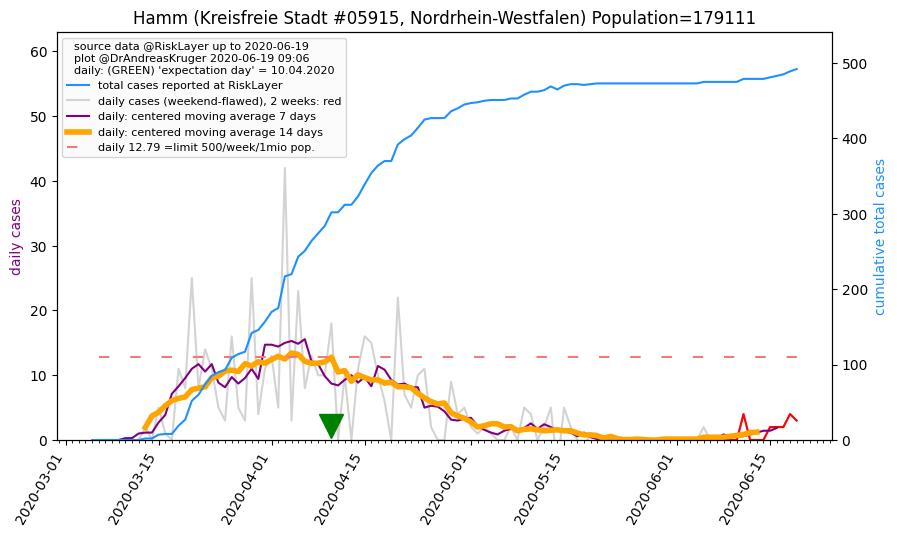 Hamm (Kreisfreie Stadt #05915, Nordrhein-Westfalen) Population=179111
source data @RiskLayer up to 2020-06-19
plot @DrAndreasKruger 2020-06-19 09:06
daily: (GREEN) 'expectation day' = 10.04.2020
total cases reported at RiskLayer
daily cases (weekend-flawed), 2 weeks: red
daily: centered moving average 7 days
daily: centered moving average 14 days
daily 12.79 =limit 500/week/1mio pop.
daily cases
60
50
40
30
20
10
0
cumulative total cases
500
400
300
200
100
0
2020-03-01
2020-03-15
2020-04-01
2020-04-15
2020-05-01
2020-05-15
2020-06-01
2020-06-15